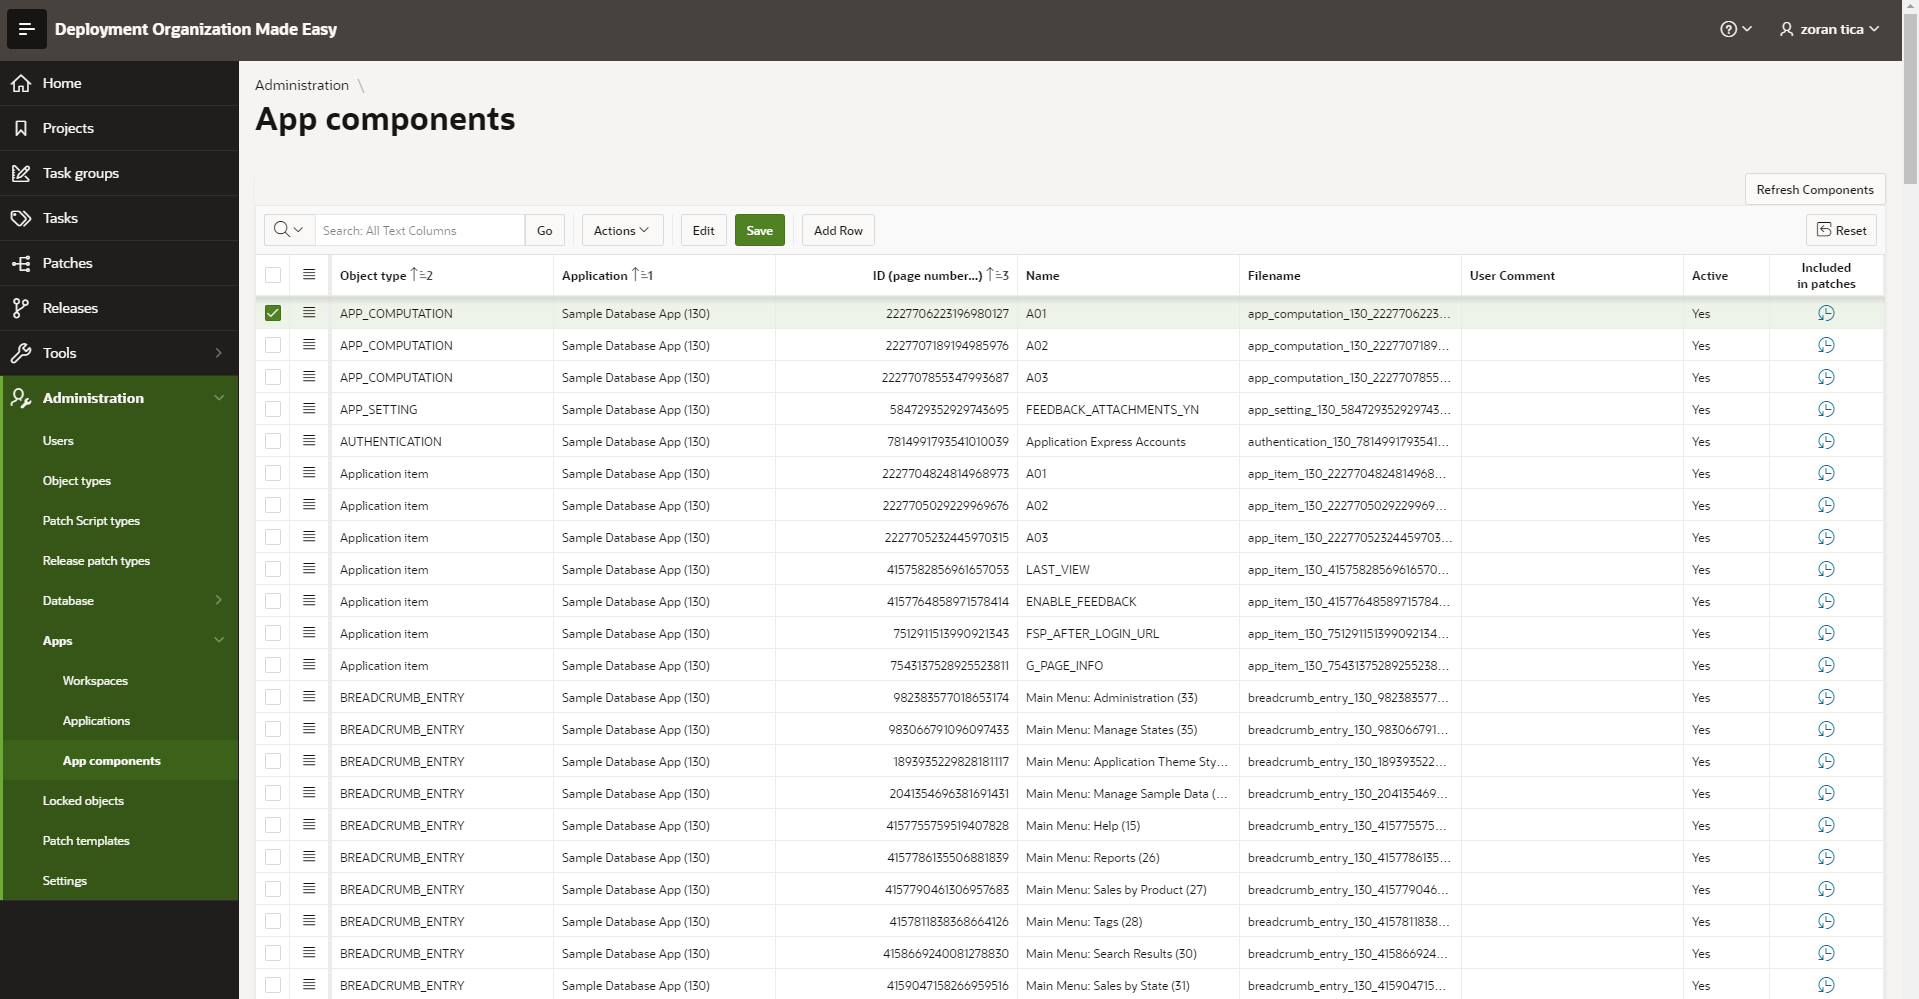 Deployment Organization Made Easy
zoran tica
Home
Projects
Task groups
Tasks
Patches
Releases
Tools
Administration
Users
Object types
Patch Script types
Release patch types
Database
Apps
Workspaces
Applications
App components
Locked objects
Patch templates
Settings
Administration \
App components
Refresh Components
Search: All Text Columns Go Actions Edit Save Add Row Reset
Object type 2 Application 1 ID (page number...) 3 Name Filename User Comment Active Included in patches
APP_COMPUTATION Sample Database App (130) 2227706223196980127 A01 app_computation_130_2227706223... Yes
APP_COMPUTATION Sample Database App (130) 2227707189194985976 A02 app_computation_130_2227707189... Yes
APP_COMPUTATION Sample Database App (130) 2227707855347993687 A03 app_computation_130_2227707855... Yes
APP_SETTING Sample Database App (130) 584729352929743695 FEEDBACK_ATTACHMENTS_YN app_setting_130_584729352929743... Yes
AUTHENTICATION Sample Database App (130) 7814991793541010039 Application Express Accounts authentication_130_7814991793541... Yes
Application item Sample Database App (130) 2227704824814968973 A01 app_item_130_2227704824814968... Yes
Application item Sample Database App (130) 2227705029229969676 A02 app_item_130_2227705029229969... Yes
Application item Sample Database App (130) 2227705232445970315 A03 app_item_130_22277052324459703... Yes
Application item Sample Database App (130) 4157582856961657053 LAST_VIEW app_item_130_41575828569616570... Yes
Application item Sample Database App (130) 4157764858971578414 ENABLE_FEEDBACK app_item_130_41577648589715784... Yes
Application item Sample Database App (130) 7512911513990921343 FSP_AFTER_LOGIN_URL app_item_130_751291151399092134... Yes
Application item Sample Database App (130) 7543137528925523811 G_PAGE_INFO app_item_130_75431375289255238... Yes
BREADCRUMB_ENTRY Sample Database App (130) 982383577018653174 Main Menu: Administration (33) breadcrumb_entry_130_982383577... Yes
BREADCRUMB_ENTRY Sample Database App (130) 983066791096097433 Main Menu: Manage States (35) breadcrumb_entry_130_983066791... Yes
BREADCRUMB_ENTRY Sample Database App (130) 1893935229828181117 Main Menu: Application Theme Sty... breadcrumb_entry_130_189393522... Yes
BREADCRUMB_ENTRY Sample Database App (130) 2041354696381691431 Main Menu: Manage Sample Data (... breadcrumb_entry_130_204135469... Yes
BREADCRUMB_ENTRY Sample Database App (130) 4157755759519407828 Main Menu: Help (15) breadcrumb_entry_130_415775575... Yes
BREADCRUMB_ENTRY Sample Database App (130) 4157786135506881839 Main Menu: Reports (26) breadcrumb_entry_130_4157786135... Yes
BREADCRUMB_ENTRY Sample Database App (130) 4157790461306957683 Main Menu: Sales by Product (27) breadcrumb_entry_130_415779046... Yes
BREADCRUMB_ENTRY Sample Database App (130) 4157811838368664126 Main Menu: Tags (28) breadcrumb_entry_130_4157811838... Yes
BREADCRUMB_ENTRY Sample Database App (130) 4158669240081278830 Main Menu: Search Results (30) breadcrumb_entry_130_415866924... Yes
BREADCRUMB_ENTRY Sample Database App (130) 4159047158266959516 Main Menu: Sales by State (31) breadcrumb_entry_130_415904715... Yes